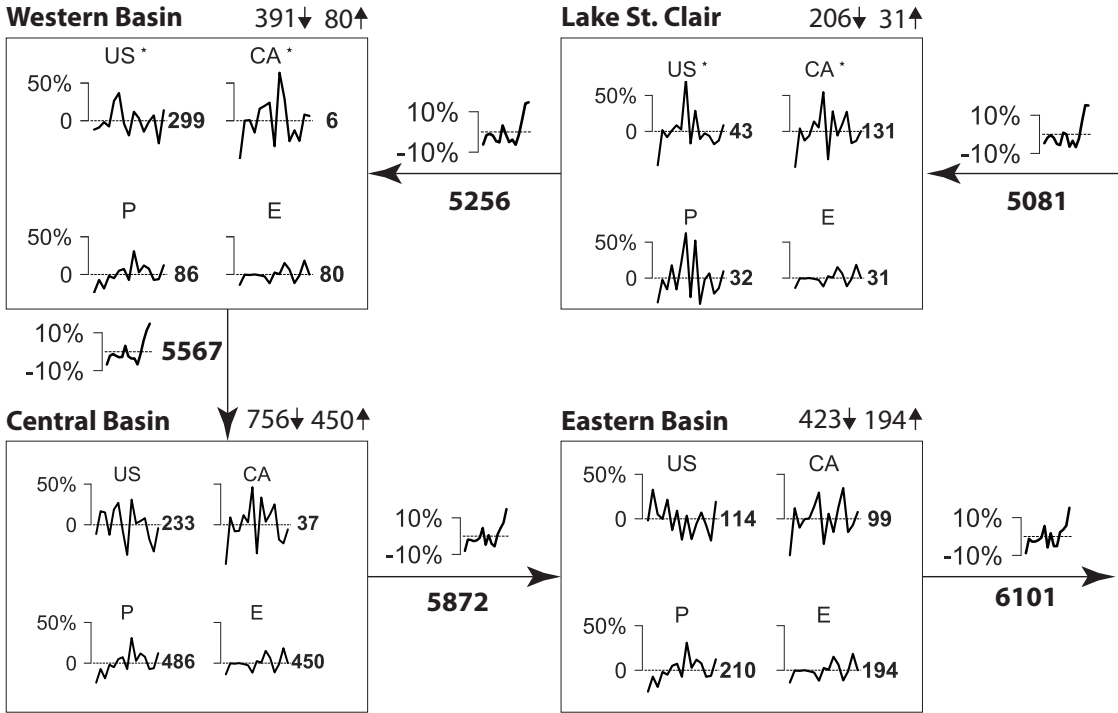 Western Basin 391↓ 80↑
US * CA *
50%
0 299 6
P E
50%
0 86 80
10%
-10%
5256
Lake St. Clair 206↓ 31↑
US * CA *
50%
0 43 131
P E
50%
0 32 31
10%
-10%
5081
10%
-10%
5567
Central Basin 756↓ 450↑
US CA
50%
0 233 37
P E
50%
0 486 450
10%
-10%
5872
Eastern Basin 423↓ 194↑
US CA
50%
0 114 99
P E
50%
0 210 194
10%
-10%
6101